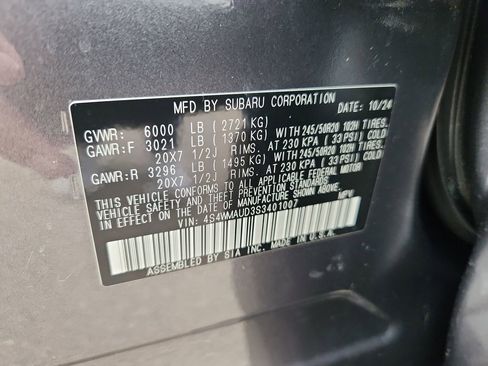 MFD BY SUBARU CORPORATION DATE: 10/24
GVWR: 6000 LB (2721 KG)
GAWR:F 3021 LB (1370 KG) WITH 245/50R20 102H TIRES,
20X7 1/2J RIMS, AT 230 KPA (33 PSI) COLD
GAWR:R 3296 LB (1495 KG) WITH 245/50R20 102H TIRES,
20X7 1/2J RIMS, AT 230 KPA (33 PSI) COLD
THIS VEHICLE CONFORMS TO ALL APPLICABLE FEDERAL MOTOR
VEHICLE SAFETY AND THEFT PREVENTION STANDARDS IN EFFECT ON
THE DATE OF MANUFACTURE SHOWN ABOVE.
VIN: 4S4WMAUD3S3401007 MPV
ASSEMBLED BY SIA INC. MADE IN U.S.A.